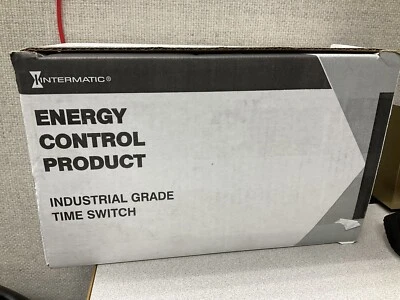 INTERMATIC®
ENERGY
CONTROL
PRODUCT
INDUSTRIAL GRADE
TIME SWITCH